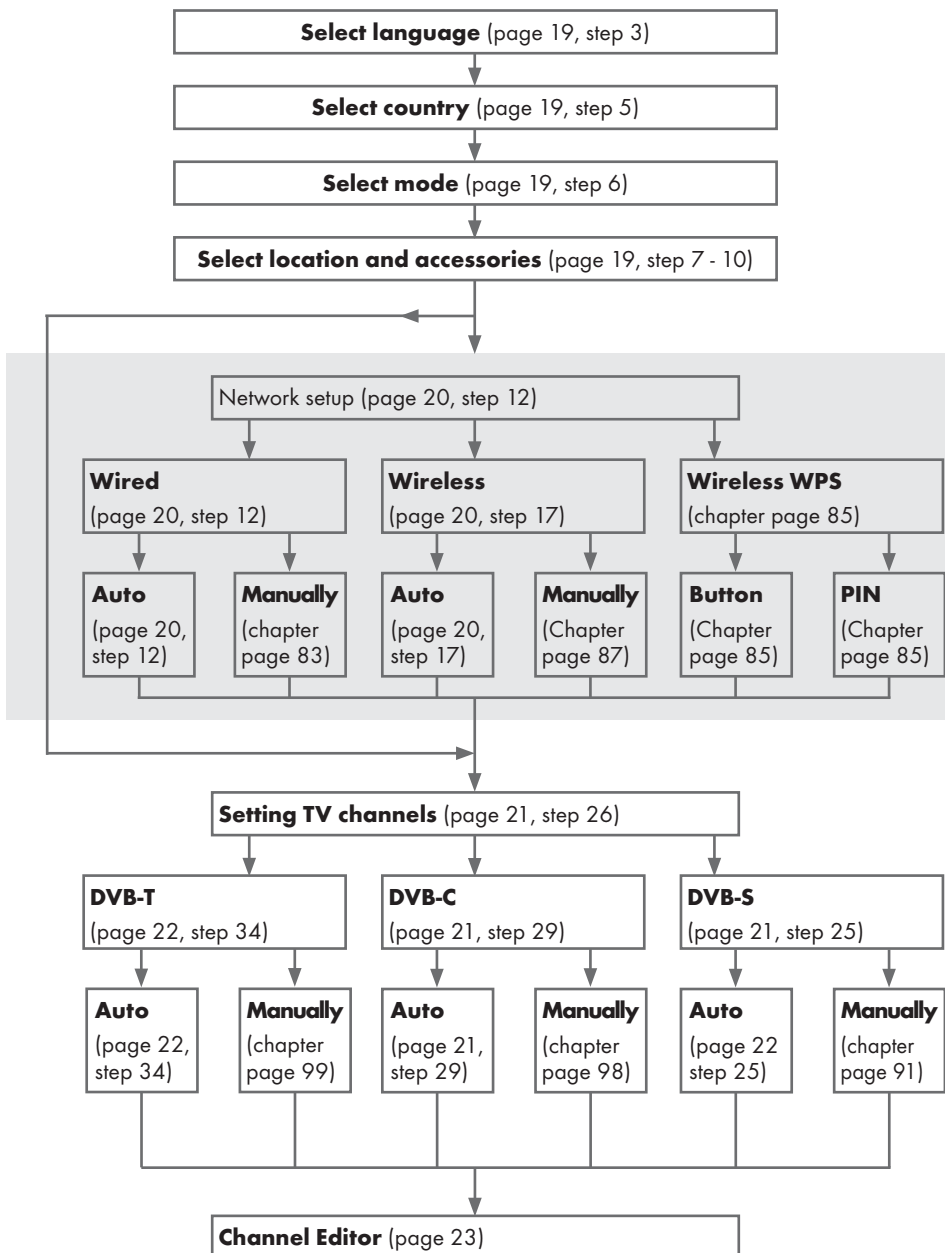 Select language (page 19, step 3)
Select country (page 19, step 5)
Select mode (page 19, step 6)
Select location and accessories (page 19, step 7 - 10)
Network setup (page 20, step 12)
Wired
(page 20, step 12)
Wireless
(page 20, step 17)
Wireless WPS
(chapter page 85)
Auto
(page 20,
step 12)
Manually
(chapter
page 83)
Auto
(page 20,
step 17)
Manually
(Chapter
page 87)
Button
(Chapter
page 85)
PIN
(Chapter
page 85)
Setting TV channels (page 21, step 26)
DVB-T
(page 22, step 34)
DVB-C
(page 21, step 29)
DVB-S
(page 21, step 25)
Auto
(page 22,
step 34)
Manually
(chapter
page 99)
Auto
(page 21,
step 29)
Manually
(chapter
page 98)
Auto
(page 22
step 25)
Manually
(chapter
page 91)
Channel Editor (page 23)